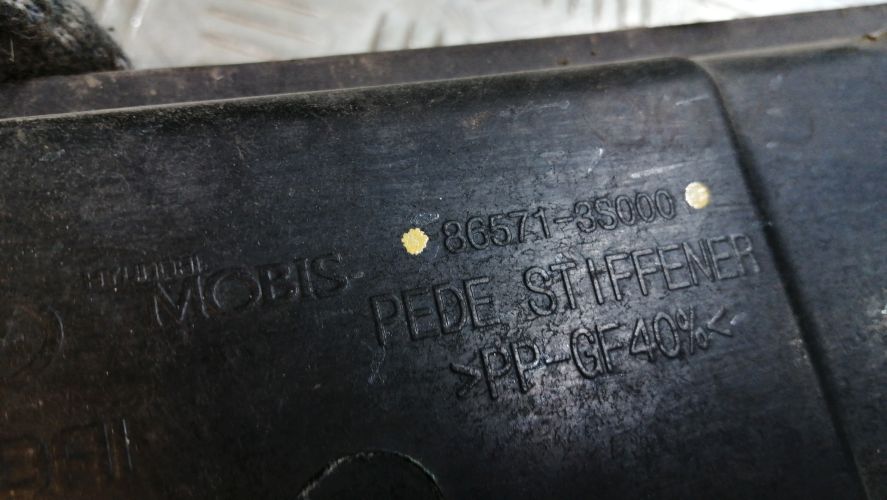 86571-3S000
HYUNDAI
MOBIS
PEDE STIFFENER
>PP-GF40%<